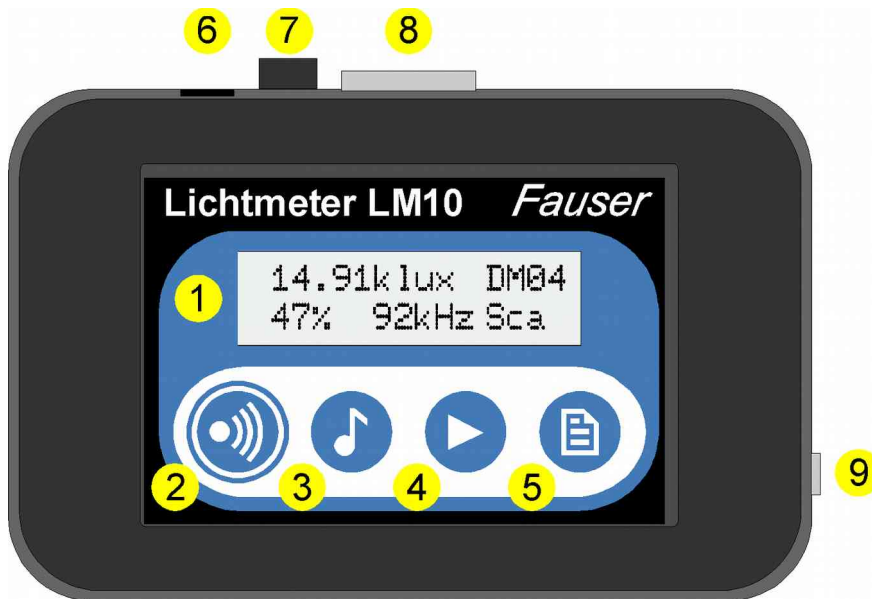 6 7 8
Lichtmeter LM10 Fauser
1
14.91klux DM04
47% 92kHz Sca
2 3 4 5
9